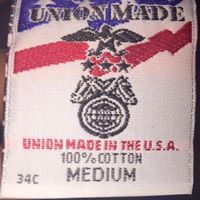 UNION MADE
UNION MADE IN THE U.S.A.
100% COTTON
34C MEDIUM